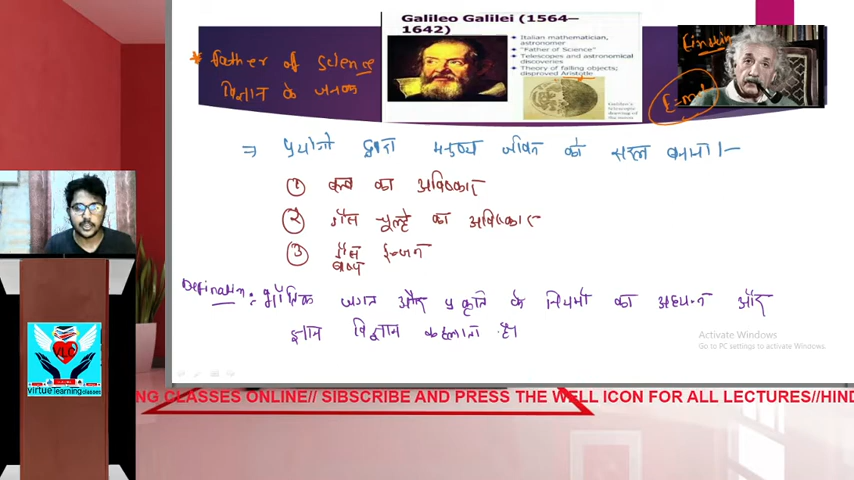 Galileo Galilei (1564–
1642)
Italian mathematician,
astronomer
"Father of Science"
Telescopes and astronomical
discoveries
Theory of falling objects;
disproved Aristotle
Einstein
* Father of Science
विज्ञान के जनक
⇒ प्रयोगो द्वारा मनुष्य जीवन को सरल बनाना।-
① बल्ब का अविष्कार
② गैस चूल्हे का अविष्कार
③ गैस इन्जन
वाष्प
Defination: भौतिक जगत और प्रकृति के नियमों का अध्ययन और
ज्ञान विज्ञान कहलाता है।
Activate Windows
Go to PC settings to activate Windows.
VLC
virtue learning classes
NG CLASSES ONLINE// SIBSCRIBE AND PRESS THE WELL ICON FOR ALL LECTURES//HIND